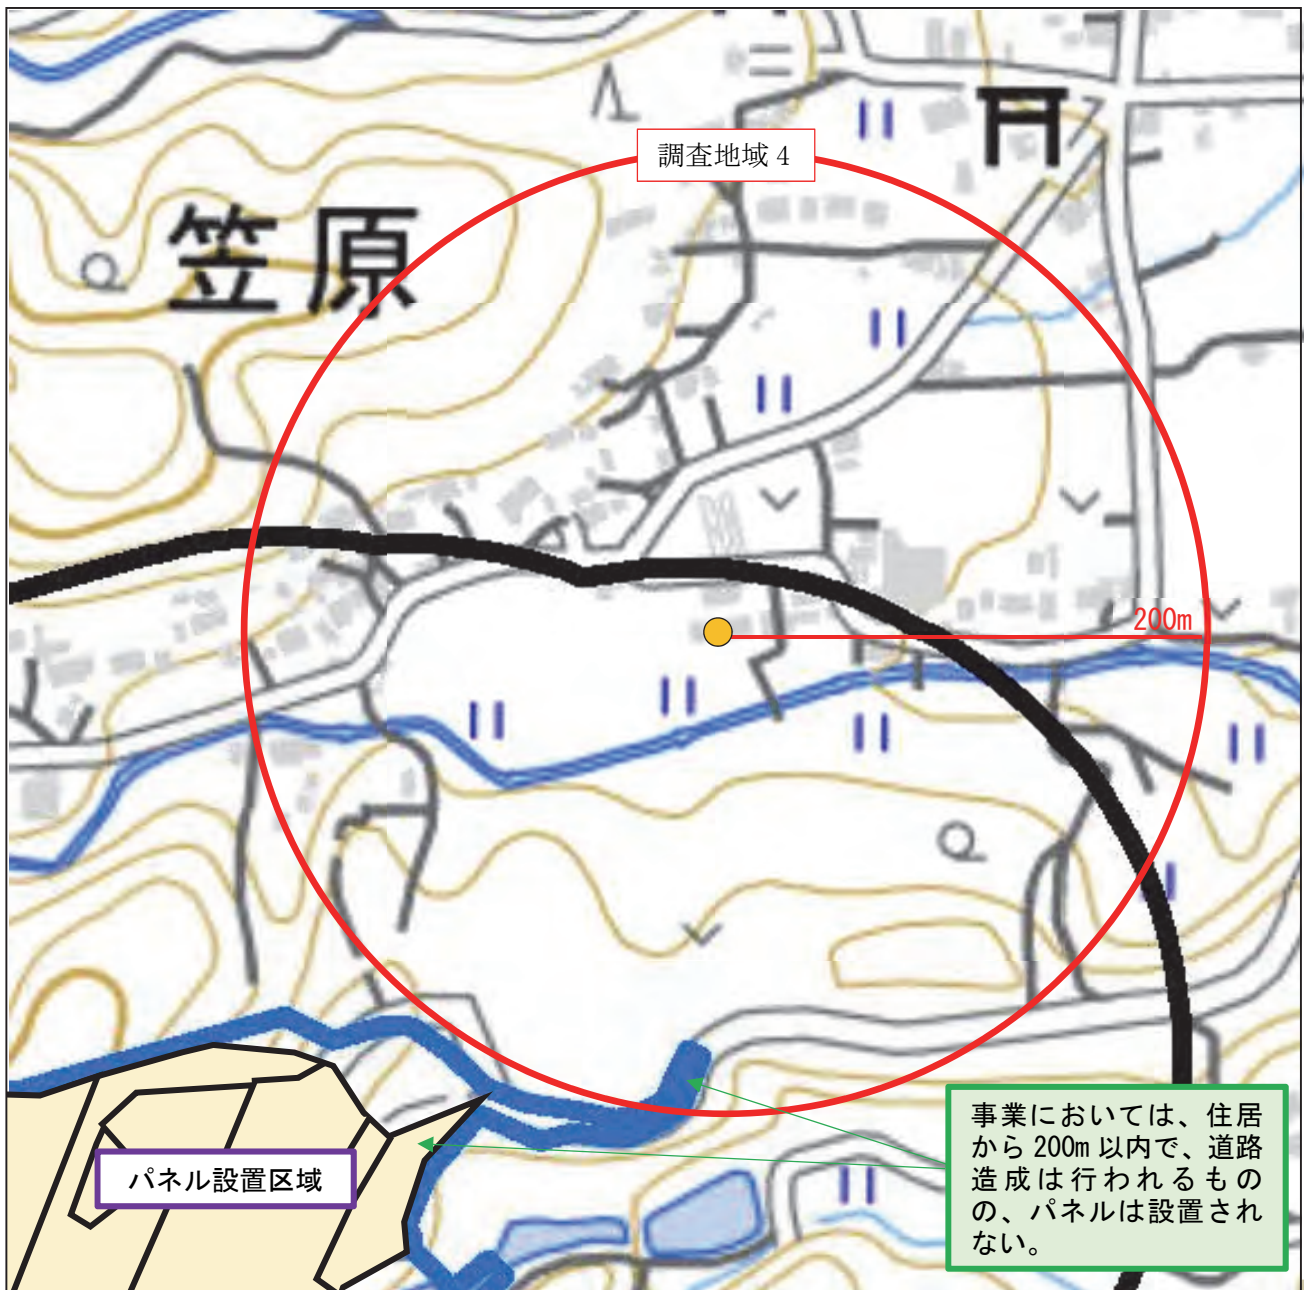 調査地域 4
笠原
200m
パネル設置区域
事業においては、住居
から 200m 以内で、道路
造成は行われるもの
の、パネルは設置され
ない。